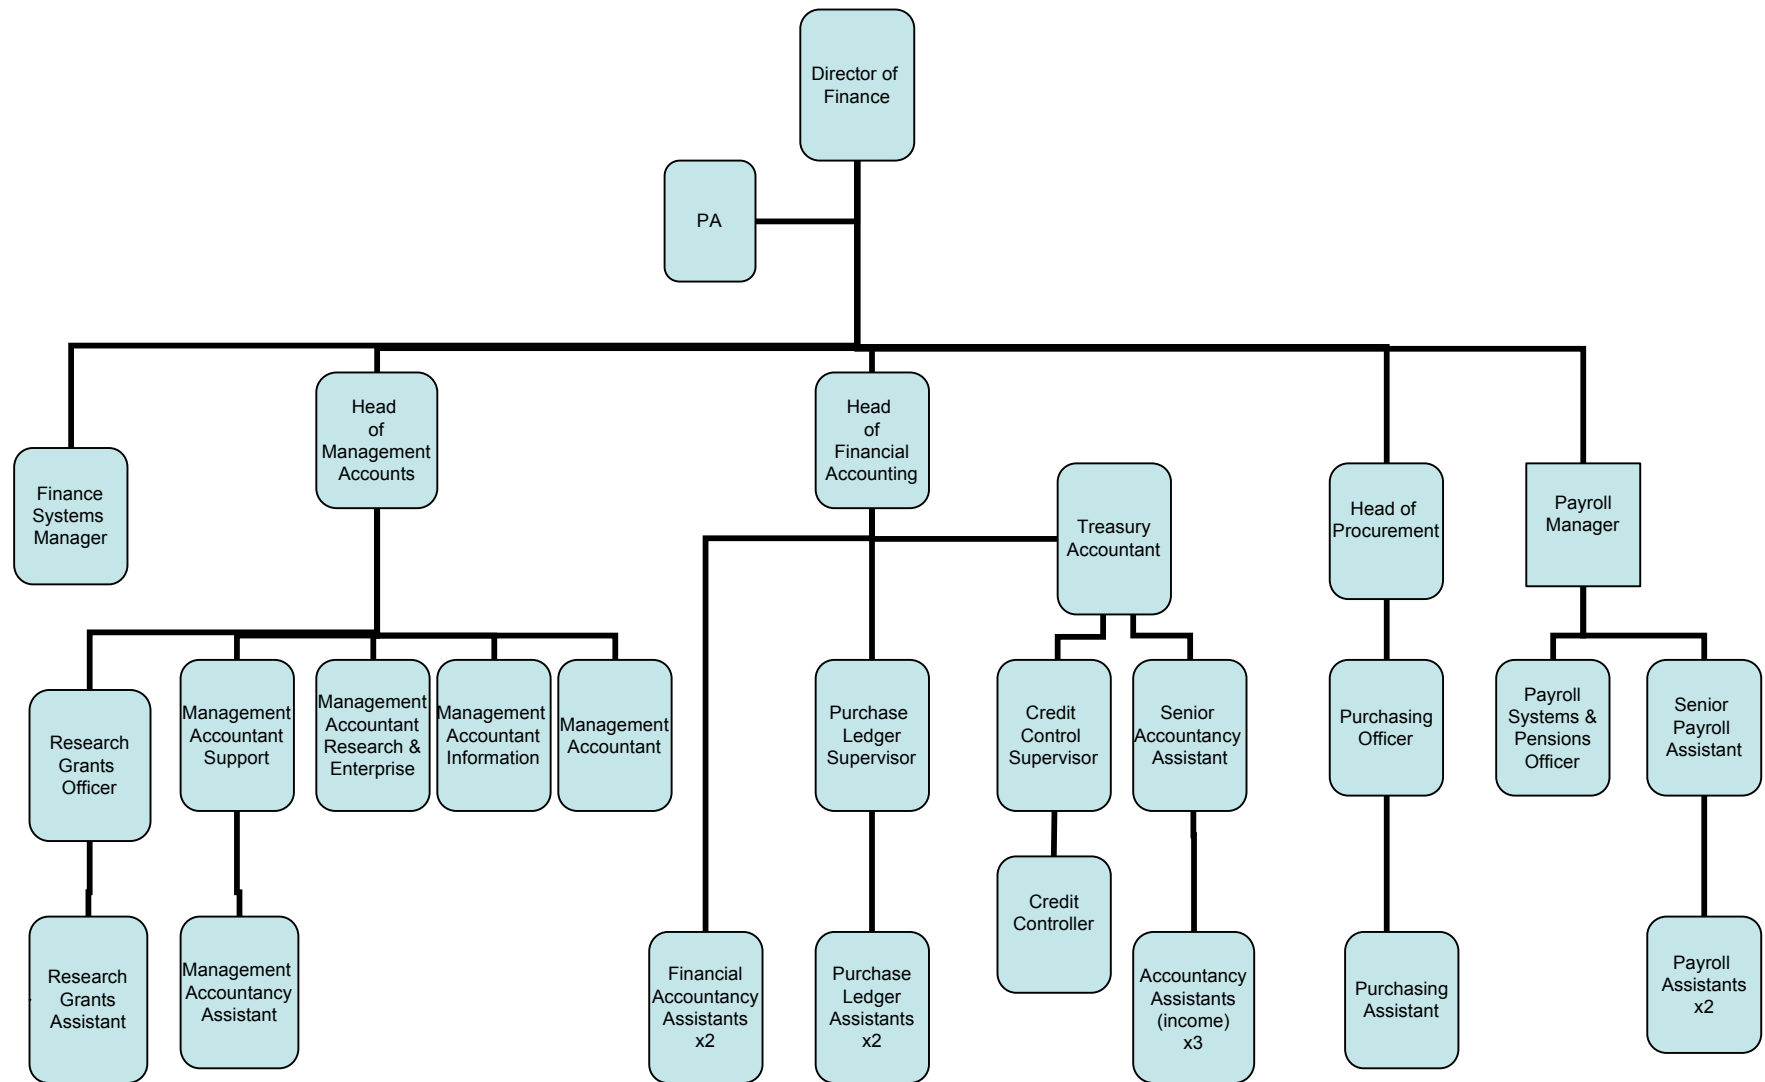 Director of
Finance
PA
Head
of
Management
Accounts
Head
of
Financial
Accounting
Finance
Systems
Manager
Treasury
Accountant
Head of
Procurement
Payroll
Manager
Research
Grants
Officer
Management
Accountant
Support
Management
Accountant
Research &
Enterprise
Management
Accountant
Information
Management
Accountant
Purchase
Ledger
Supervisor
Credit
Control
Supervisor
Senior
Accountancy
Assistant
Purchasing
Officer
Payroll
Systems &
Pensions
Officer
Senior
Payroll
Assistant
Credit
Controller
Research
Grants
Assistant
Management
Accountancy
Assistant
Financial
Accountancy
Assistants
x2
Purchase
Ledger
Assistants
x2
Accountancy
Assistants
(income)
x3
Purchasing
Assistant
Payroll
Assistants
x2